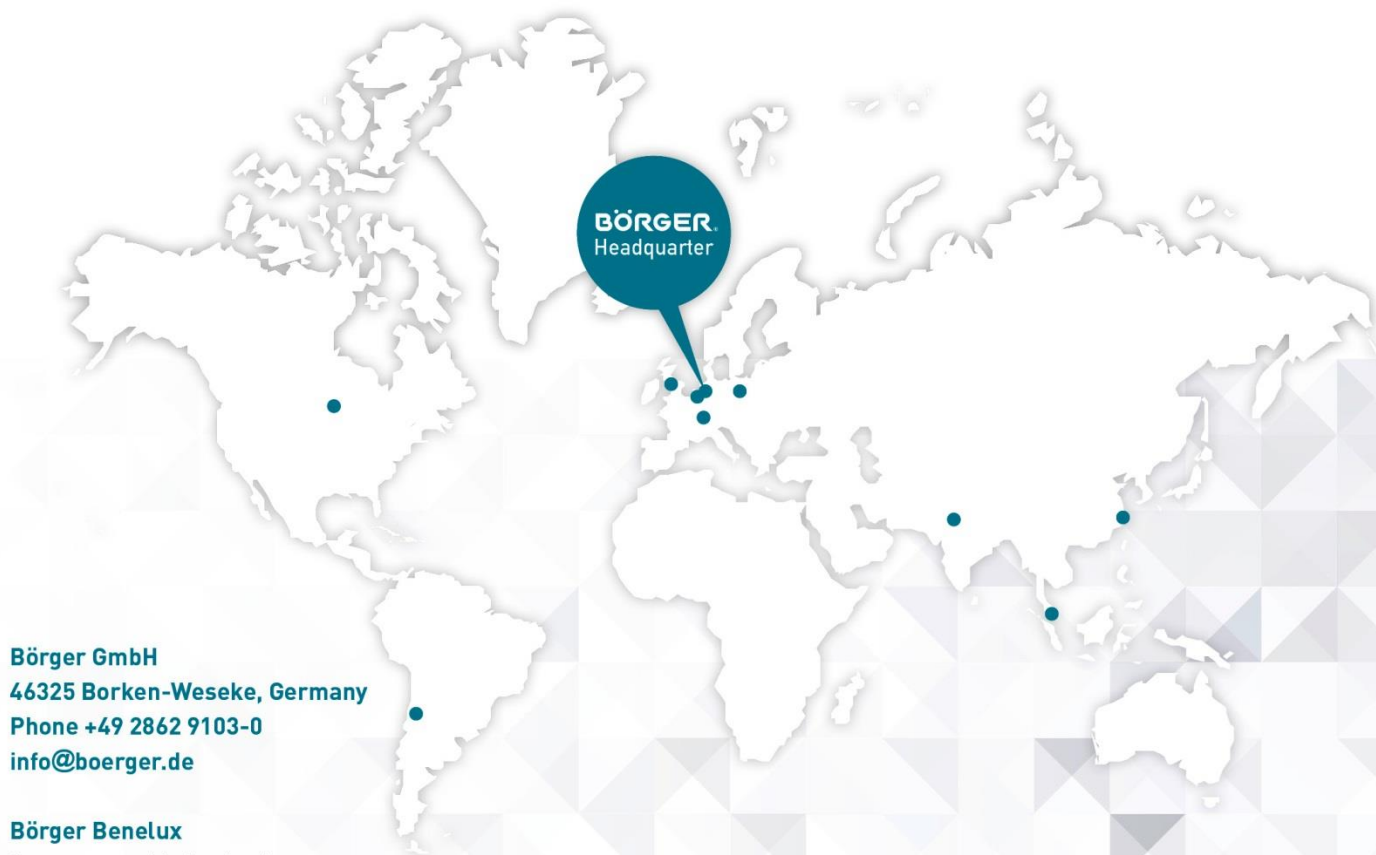 BÖRGER®
Headquarter
Börger GmbH
46325 Borken-Weseke, Germany
Phone +49 2862 9103-0
info@boerger.de
Börger Benelux